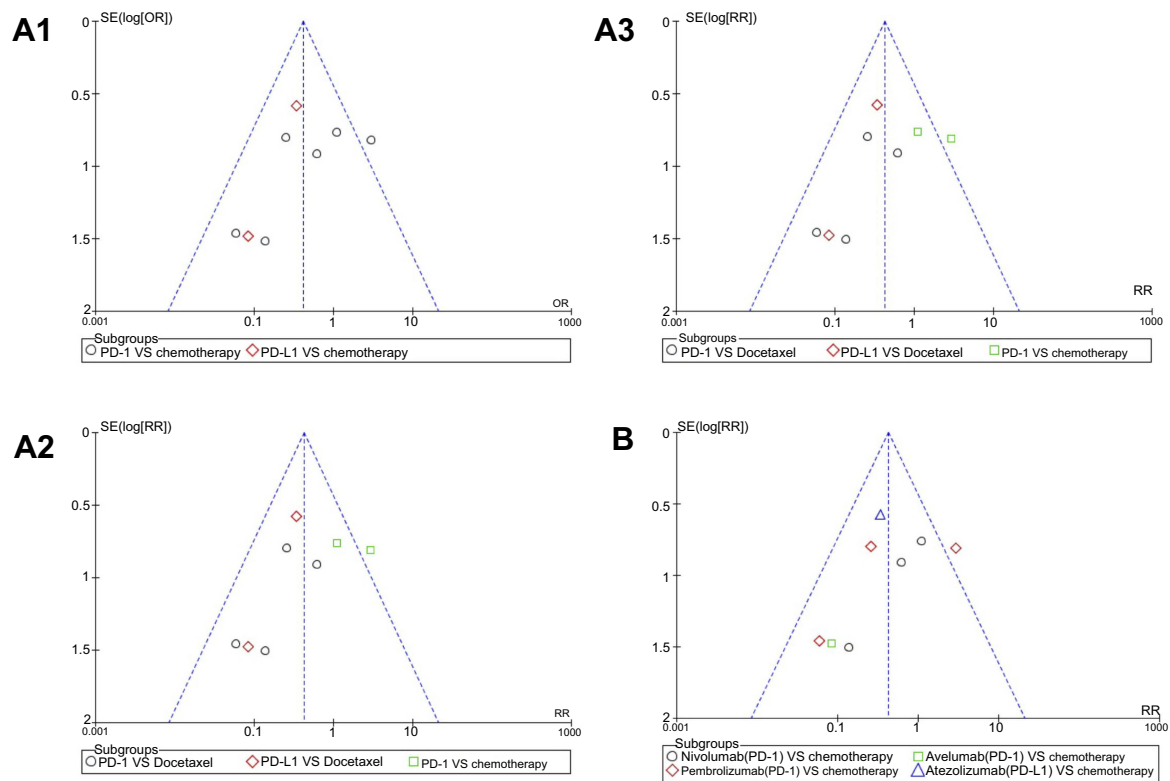 A1
SE(log[OR])
0
0.5
1
1.5
2
0.001 0.1 1 10 1000
OR
Subgroups
PD-1 VS chemotherapy PD-L1 VS chemotherapy
A3
SE(log[RR])
0
0.5
1
1.5
2
0.001 0.1 1 10 1000
RR
Subgroups
PD-1 VS Docetaxel PD-L1 VS Docetaxel PD-1 VS chemotherapy
A2
SE(log[RR])
0
0.5
1
1.5
2
0.001 0.1 1 10 1000
RR
Subgroups
PD-1 VS Docetaxel PD-L1 VS Docetaxel PD-1 VS chemotherapy
B
SE(log[RR])
0
0.5
1
1.5
2
0.001 0.1 1 10 1000
RR
Subgroups
Nivolumab(PD-1) VS chemotherapy Avelumab(PD-1) VS chemotherapy
Pembrolizumab(PD-1) VS chemotherapy Atezolizumab(PD-L1) VS chemotherapy